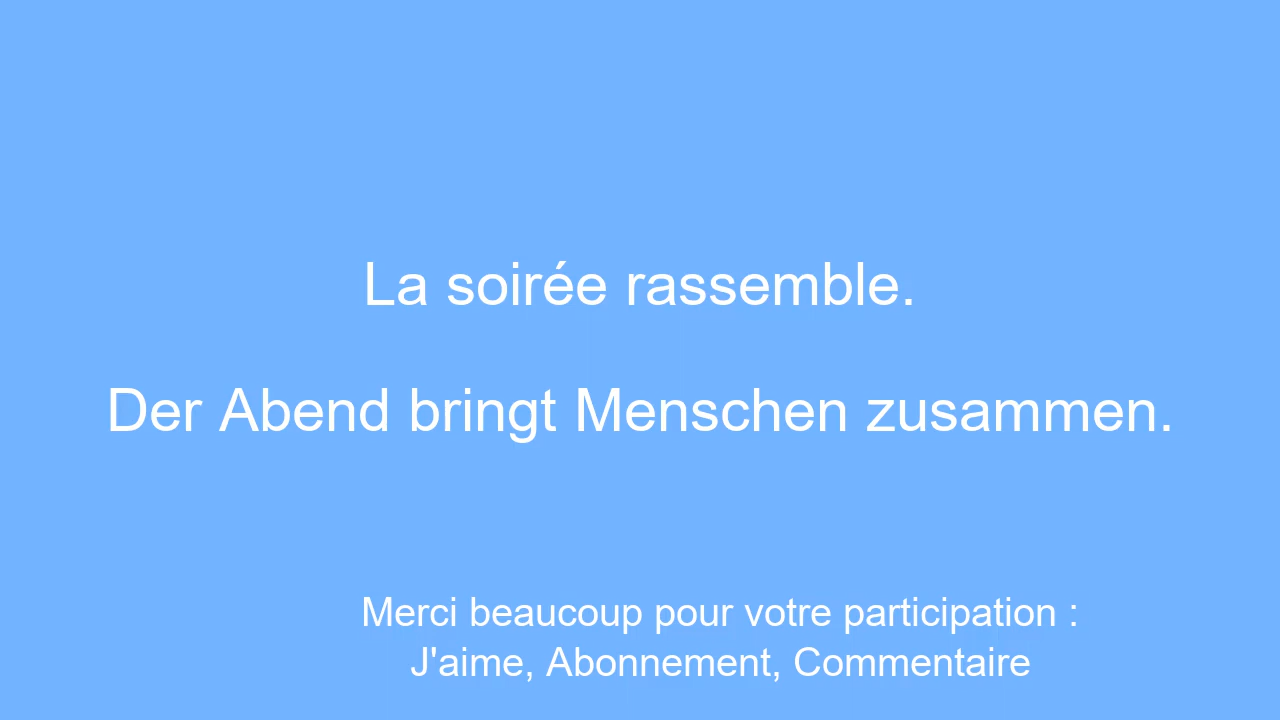 La soirée rassemble.
Der Abend bringt Menschen zusammen.
Merci beaucoup pour votre participation :
J'aime, Abonnement, Commentaire